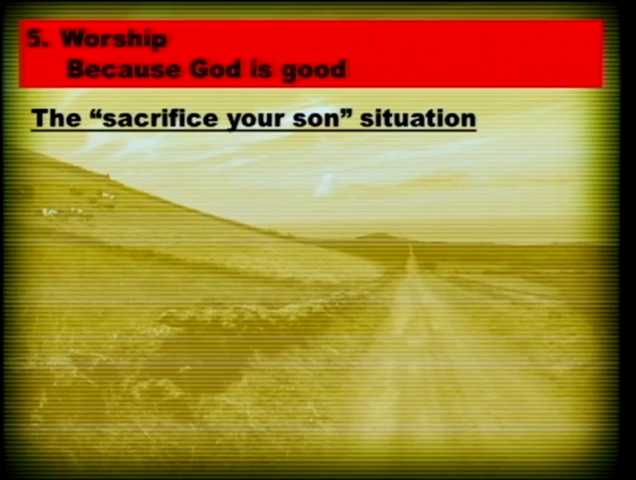 5. Worship
Because God is good
The “sacrifice your son” situation